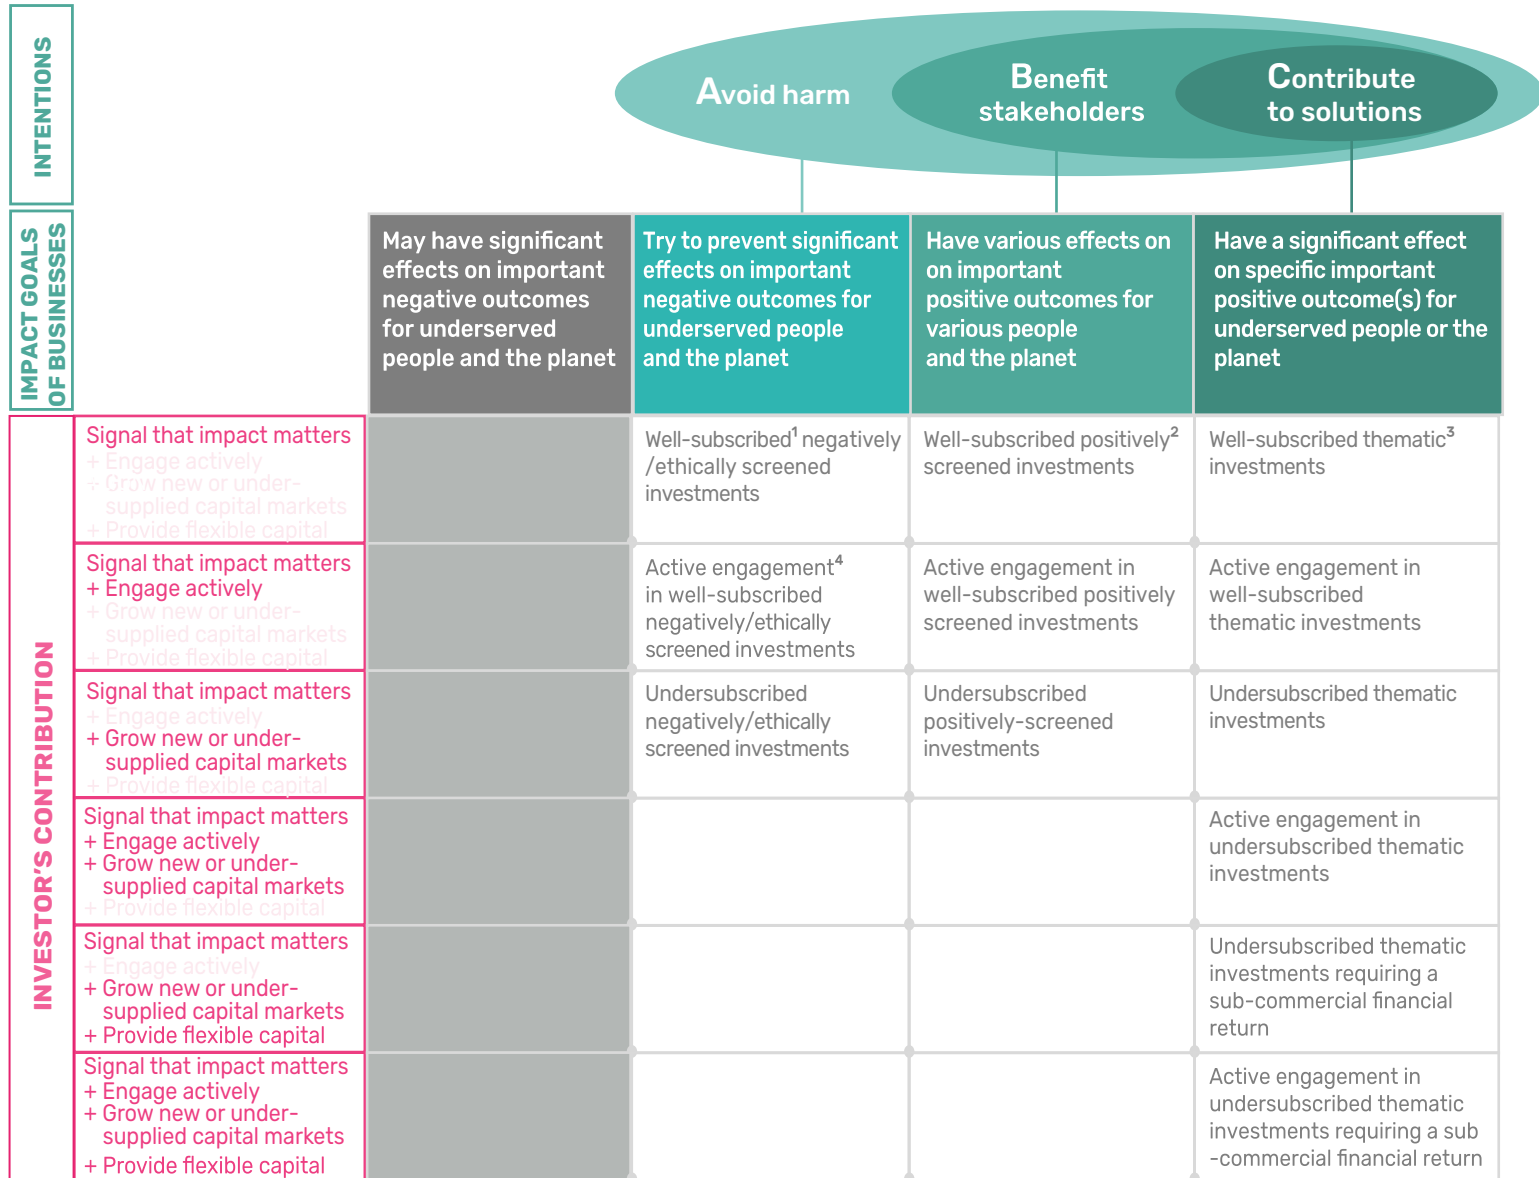 INTENTIONS
Avoid harm
Benefit
stakeholders
Contribute
to solutions
IMPACT GOALS
OF BUSINESSES
May have significant
effects on important
negative outcomes
for underserved
people and the planet
Try to prevent significant
effects on important
negative outcomes for
underserved people
and the planet
Have various effects on
on important
positive outcomes for
various people
and the planet
Have a significant effect
on specific important
positive outcome(s) for
underserved people or the
planet
INVESTOR'S CONTRIBUTION
Signal that impact matters
+ Engage actively
+ Grow new or under-
supplied capital markets
+ Provide flexible capital
Well-subscribed¹ negatively
/ethically screened
investments
Well-subscribed positively²
screened investments
Well-subscribed thematic³
investments
Signal that impact matters
+ Engage actively
+ Grow new or under-
supplied capital markets
+ Provide flexible capital
Active engagement⁴
in well-subscribed
negatively/ethically
screened investments
Active engagement in
well-subscribed positively
screened investments
Active engagement in
well-subscribed
thematic investments
Signal that impact matters
+ Engage actively
+ Grow new or under-
supplied capital markets
+ Provide flexible capital
Undersubscribed
negatively/ethically
screened investments
Undersubscribed
positively-screened
investments
Undersubscribed thematic
investments
Signal that impact matters
+ Engage actively
+ Grow new or under-
supplied capital markets
+ Provide flexible capital
Active engagement in
undersubscribed thematic
investments
Signal that impact matters
+ Engage actively
+ Grow new or under-
supplied capital markets
+ Provide flexible capital
Undersubscribed thematic
investments requiring a
sub-commercial financial
return
Signal that impact matters
+ Engage actively
+ Grow new or under-
supplied capital markets
+ Provide flexible capital
Active engagement in
undersubscribed thematic
investments requiring a sub
-commercial financial return